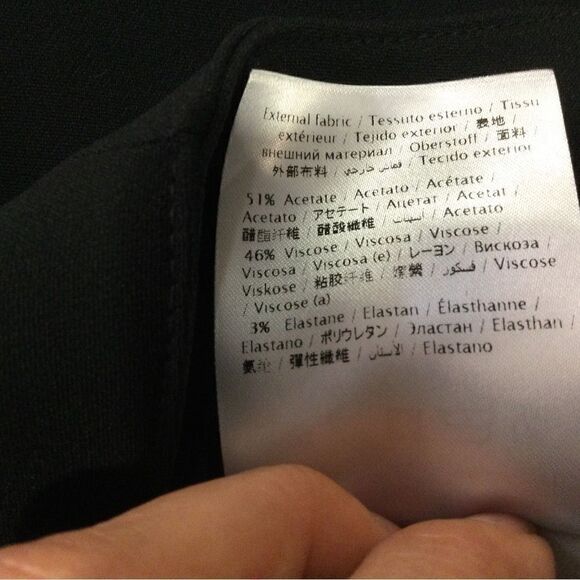 External fabric / Tessuto esterno / Tissu
extérieur / Tejido exterior / 表地 /
внешний материал / Oberstoff / 面料 /
外部布料 / قماش خارجي / Tecido exterior
51% Acetate / Acetato / Acétate /
Acetato / アセテート / Ацетат / Acetat /
醋酯纤维 / 醋酸纖維 / أسيتات / Acetato
46% Viscose / Viscosa / Viscose /
Viscosa / Viscosa (e) / レーヨン / Вискоза /
Viskose / 粘胶纤维 / فسكوز / Viscose
/ Viscose (a)
3% Elastane / Elastan / Élasthanne /
Elastano / ポリウレタン / Эластан / Elasthan /
氨纶 / 彈性纖維 / الأستان / Elastano